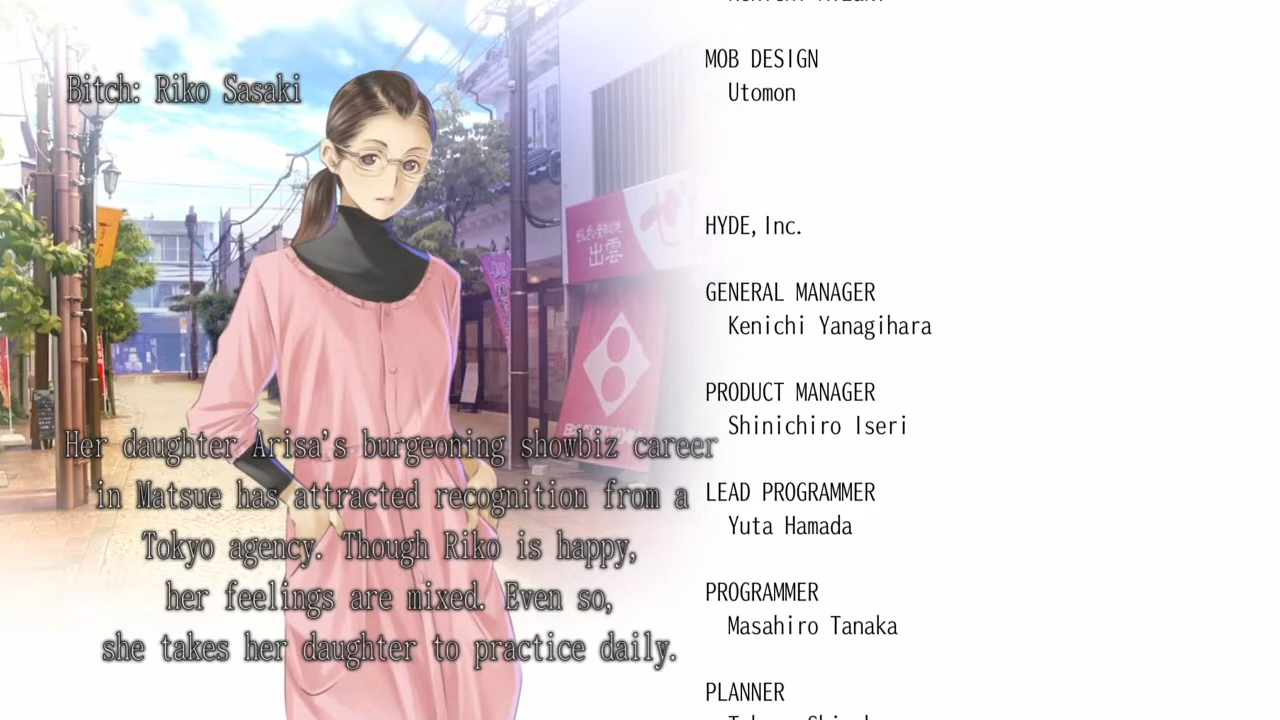 Bitch: Riko Sasaki
Her daughter Arisa's burgeoning showbiz career
in Matsue has attracted recognition from a
Tokyo agency. Though Riko is happy,
her feelings are mixed. Even so,
she takes her daughter to practice daily.
MOB DESIGN
Utomon
HYDE, Inc.
GENERAL MANAGER
Kenichi Yanagihara
PRODUCT MANAGER
Shinichiro Iseri
LEAD PROGRAMMER
Yuta Hamada
PROGRAMMER
Masahiro Tanaka
PLANNER
出雲